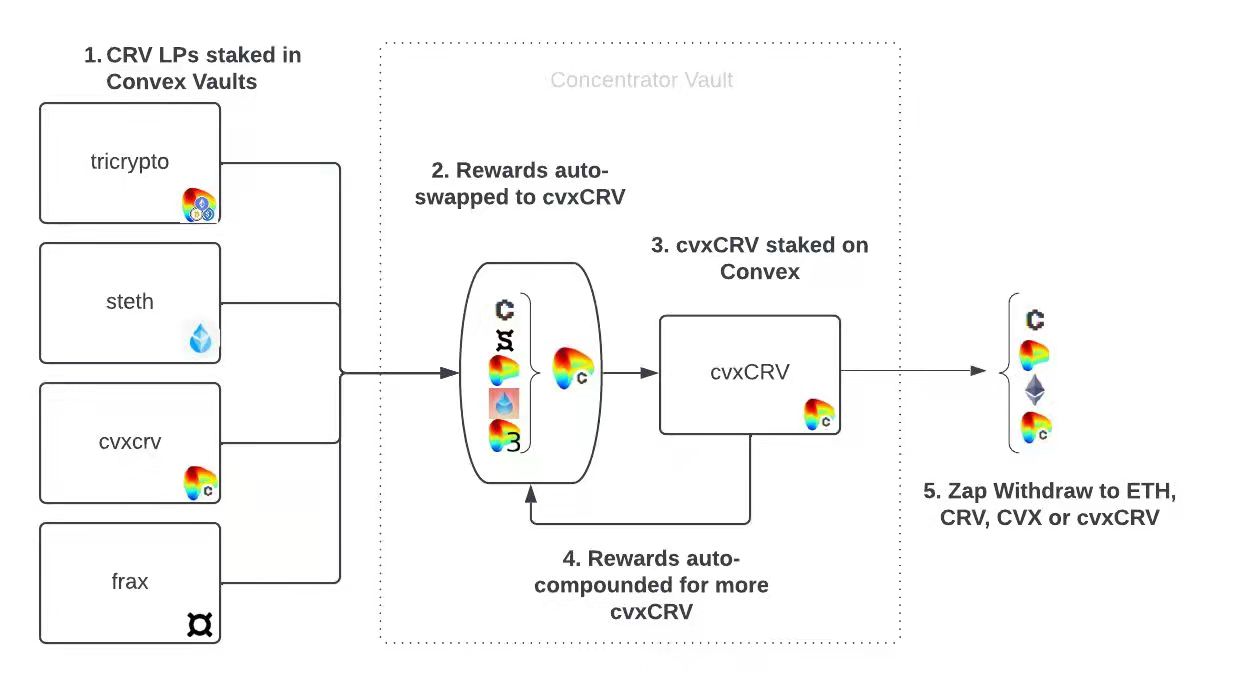 1. CRV LPs staked in
Convex Vaults
tricrypto
steth
cvxcrv
frax
Concentrator Vault
2. Rewards auto-
swapped to cvxCRV
3
3. cvxCRV staked on
Convex
cvxCRV
4. Rewards auto-
compounded for more
cvxCRV
5. Zap Withdraw to ETH,
CRV, CVX or cvxCRV